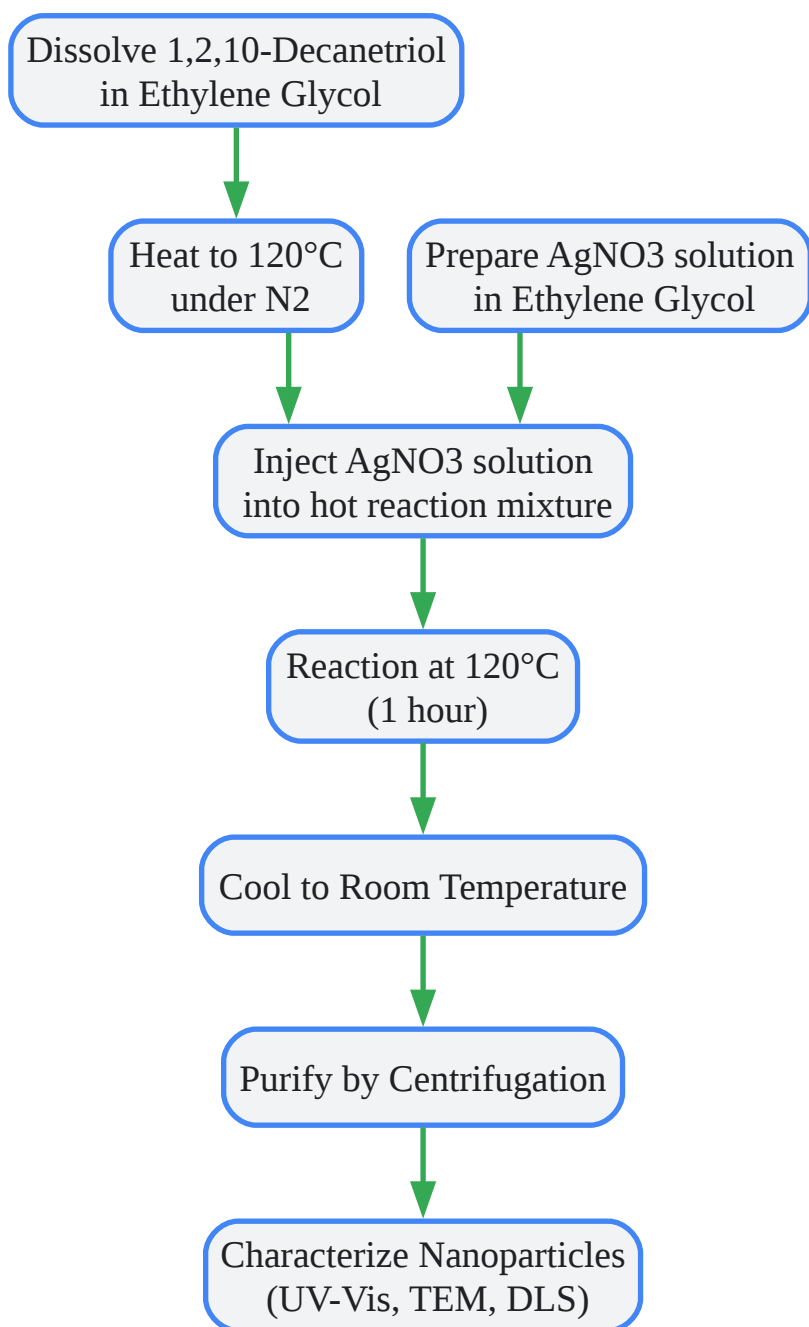 Dissolve 1,2,10-Decanetriol
in Ethylene Glycol
Heat to 120°C
under N2
Prepare AgNO3 solution
in Ethylene Glycol
Inject AgNO3 solution
into hot reaction mixture
Reaction at 120°C
(1 hour)
Cool to Room Temperature
Purify by Centrifugation
Characterize Nanoparticles
(UV-Vis, TEM, DLS)